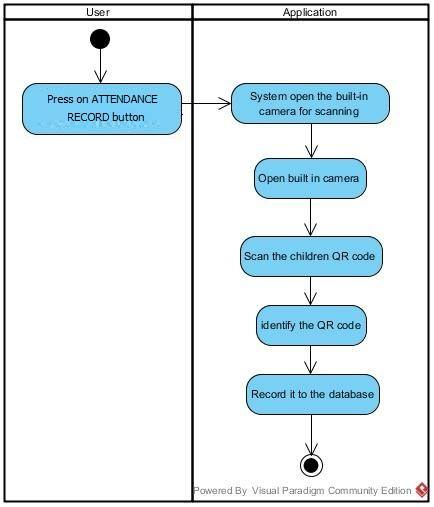 User
Application
Press on ATTENDANCE
RECORD button
System open the built-in
camera for scanning
Open built in camera
Scan the children QR code
identify the QR code
Record it to the database
Powered By Visual Paradigm Community Edition